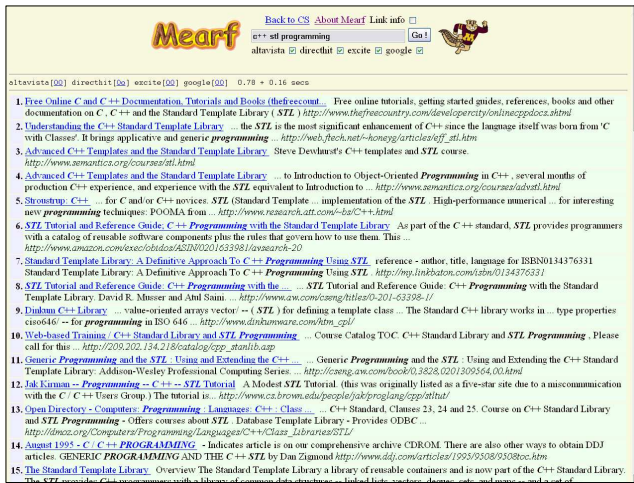 Back to CS About Mearf Link info
Mearf
c++ stl programming Go !
altavista directhit excite google
altavista[OO] directhit[Oo] excite[OO] google[OO] 0.78 + 0.16 secs
1. Free Online C and C ++ Documentation, Tutorials and Books (thefreecount... Free online tutorials, getting started guides, references, books and other
documentation on C , C ++ and the Standard Template Library ( STL ) http://www.thefreecountry.com/developercity/onlinecppdocs.shtml
2. Understanding the C++ Standard Template Library ... the STL is the most significant enhancement of C++ since the language itself was born from 'C
with Classes'. It brings applicative and generic programming ... http://web.ftech.net/~honeyg/articles/eff_stl.htm
3. Advanced C++ Templates and the Standard Template Library Steve Dewhurst's C++ templates and STL course.
http://www.semantics.org/courses/stl.html
4. Advanced C++ Templates and the Standard Template Library ... to Introduction to Object-Oriented Programming in C++ , several months of
production C++ experience, and experience with the STL equivalent to Introduction to ... http://www.semantics.org/courses/advstl.html
5. Stroustrup: C++ ... for C and/or C++ novices. STL (Standard Template ... implementation of the STL . High-performance numerical ... for interesting
new programming techniques: POOMA from ... http://www.research.att.com/~bs/C++.html
6. STL Tutorial and Reference Guide; C ++ Programming with the Standard Template Library As part of the C ++ standard, STL provides programmers
with a catalog of reusable software components plus the rules that govern how to use them. This ...
http://www.amazon.com/exec/obidos/ASIN/0201633981/avsearch-20
7. Standard Template Library: A Definitive Approach To C ++ Programming Using STL reference - author, title, language for ISBN0134376331
Standard Template Library: A Definitive Approach To C ++ Programming Using STL . http://my.linkbaton.com/isbn/0134376331
8. STL Tutorial and Reference Guide: C++ Programming with the ... ... STL Tutorial and Reference Guide: C++ Programming with the Standard
Template Library. David R. Musser and Atul Saini. ... http://www.aw.com/cseng/titles/0-201-63398-1/
9. Dinkum C++ Library ... value-oriented arrays vector/ -- ( STL ) for defining a template class ... The Standard C++ library works in ... type properties
ciso646/ -- for programming in ISO 646 ... http://www.dinkumware.com/htm_cpl/
10. Web-based Training / C++ Standard Library and STL Programming ... Course Catalog TOC. C++ Standard Library and STL Programming , Please
call for this ... http://209.202.134.218/catalog/cpp_stanlib.asp
11. Generic Programming and the STL : Using and Extending the C++ ... ... Generic Programming and the STL : Using and Extending the C++ Standard
Template Library: Addison-Wesley Professional Computing Series. ... http://cseng.aw.com/book/0,3828,0201309564,00.html
12. Jak Kirman -- Programming -- C ++ -- STL Tutorial A Modest STL Tutorial. (this was originally listed as a five-star site due to a miscommunication
with the C / C ++ Users Group.) The tutorial is... http://www.cs.brown.edu/people/jak/proglang/cpp/stltut/
13. Open Directory - Computers: Programming : Languages: C++ : Class ... ... C++ Standard, Clauses 23, 24 and 25. Course on C++ Standard Library
and STL Programming - Offers courses about STL . Database Template Library - Provides ODBC ...
http://dmoz.org/Computers/Programming/Languages/C++/Class_Libraries/STL/
14. August 1995 - C / C ++ PROGRAMMING - Indicates article is on our comprehensive archive CDROM. There are also other ways to obtain DDJ
articles. GENERIC PROGRAMMING AND THE C++ STL by Dan Zigmond http://www.ddj.com/articles/1995/9508/9508toc.htm
15. The Standard Template Library Overview The Standard Template Library a library of reusable containers and is now part of the C++ Standard Library.
The STL provides C++ programmers with a library of common data structures -- linked lists, vectors, deques, sets, and maps -- and a set of